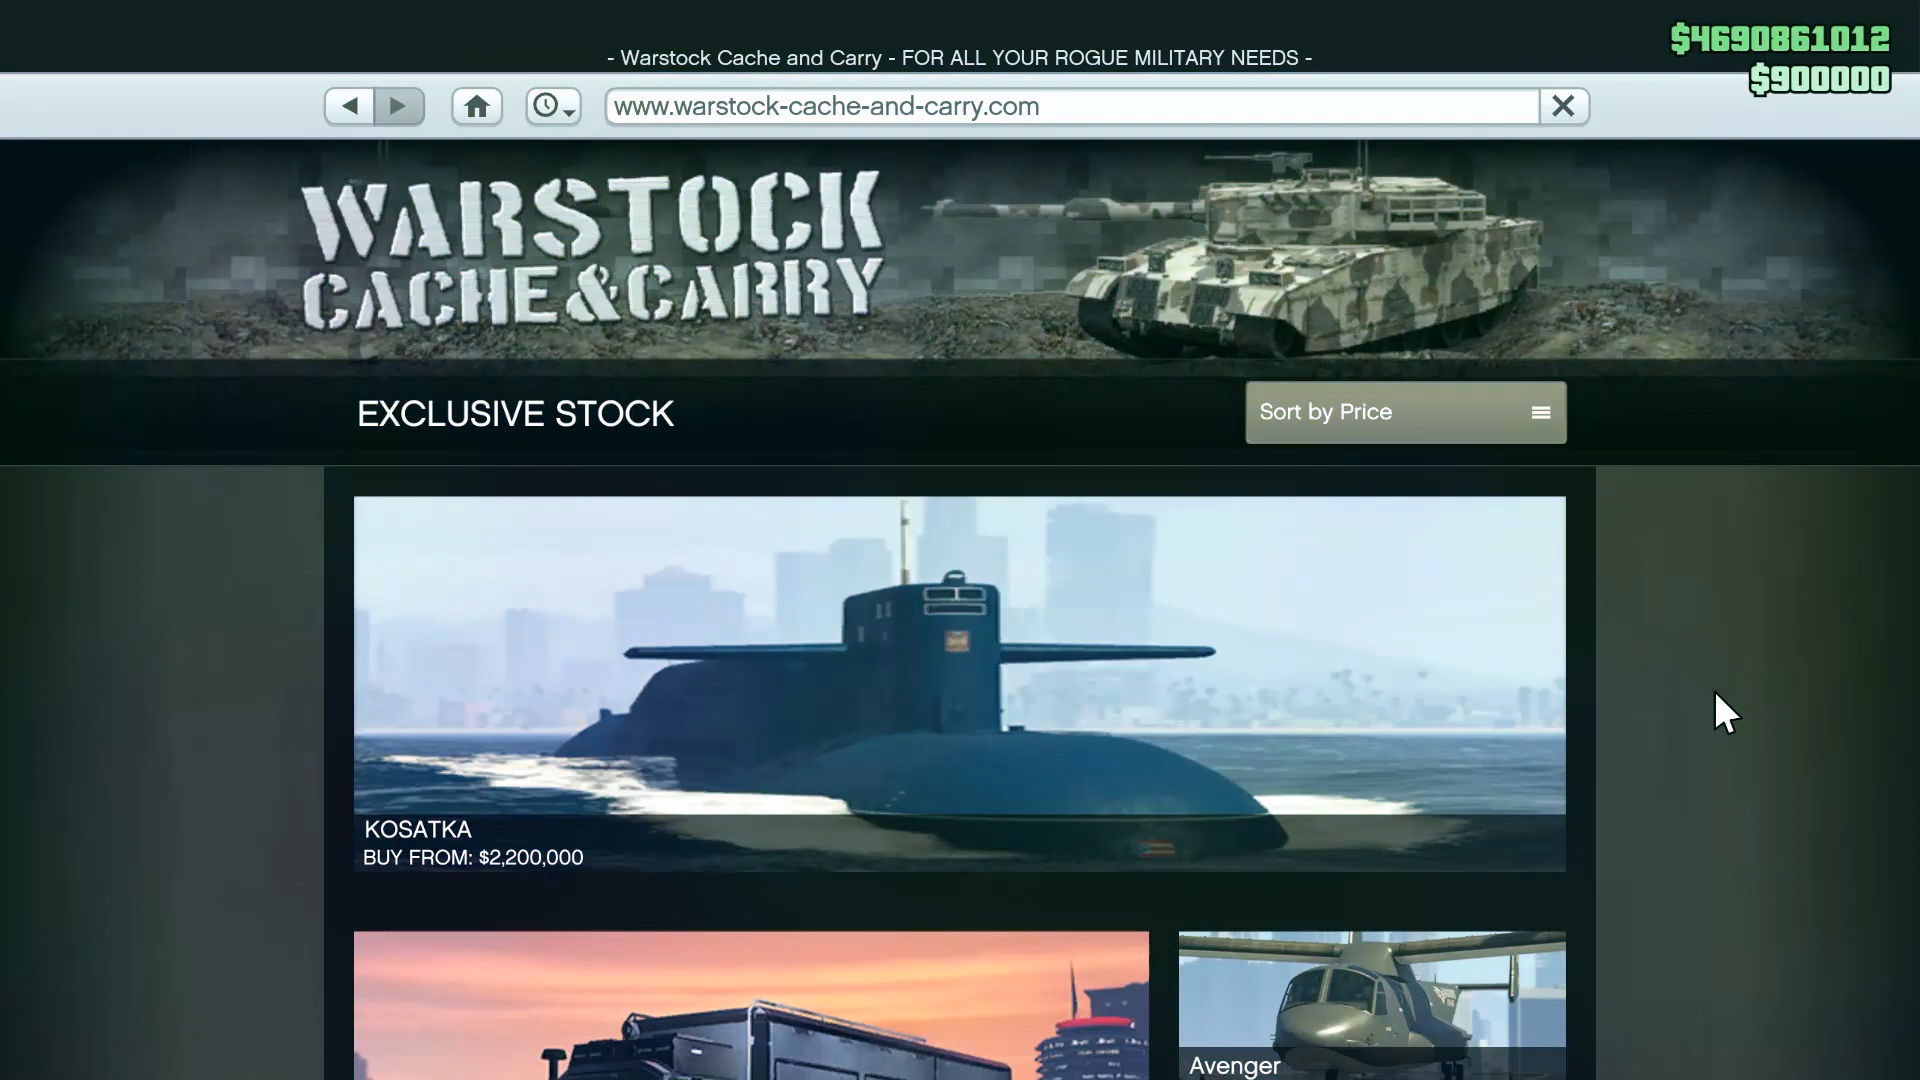 - Warstock Cache and Carry - FOR ALL YOUR ROGUE MILITARY NEEDS -
$4690861012
$900000
www.warstock-cache-and-carry.com
WARSTOCK
CACHE&CARRY
EXCLUSIVE STOCK
Sort by Price
KOSATKA
BUY FROM: $2,200,000
Avenger